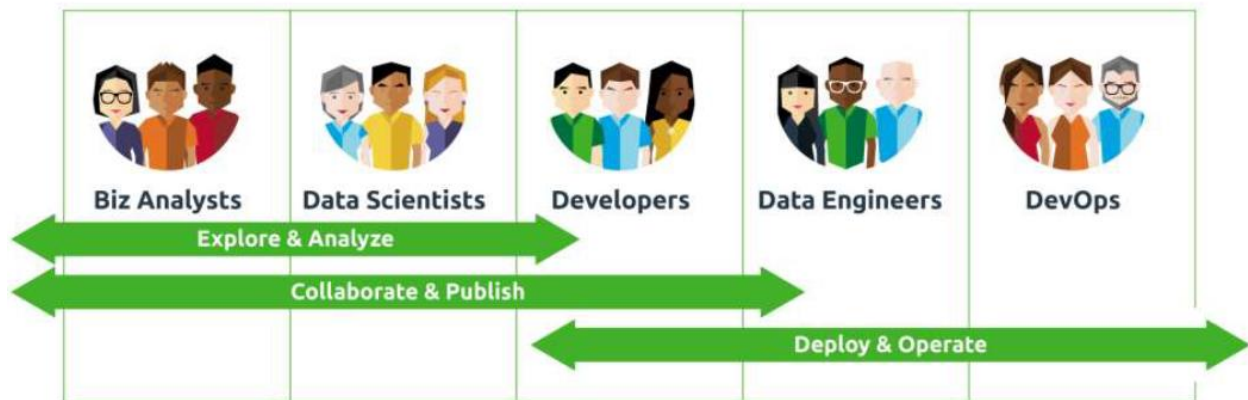 Biz Analysts
Data Scientists
Developers
Data Engineers
DevOps
Explore & Analyze
Collaborate & Publish
Deploy & Operate